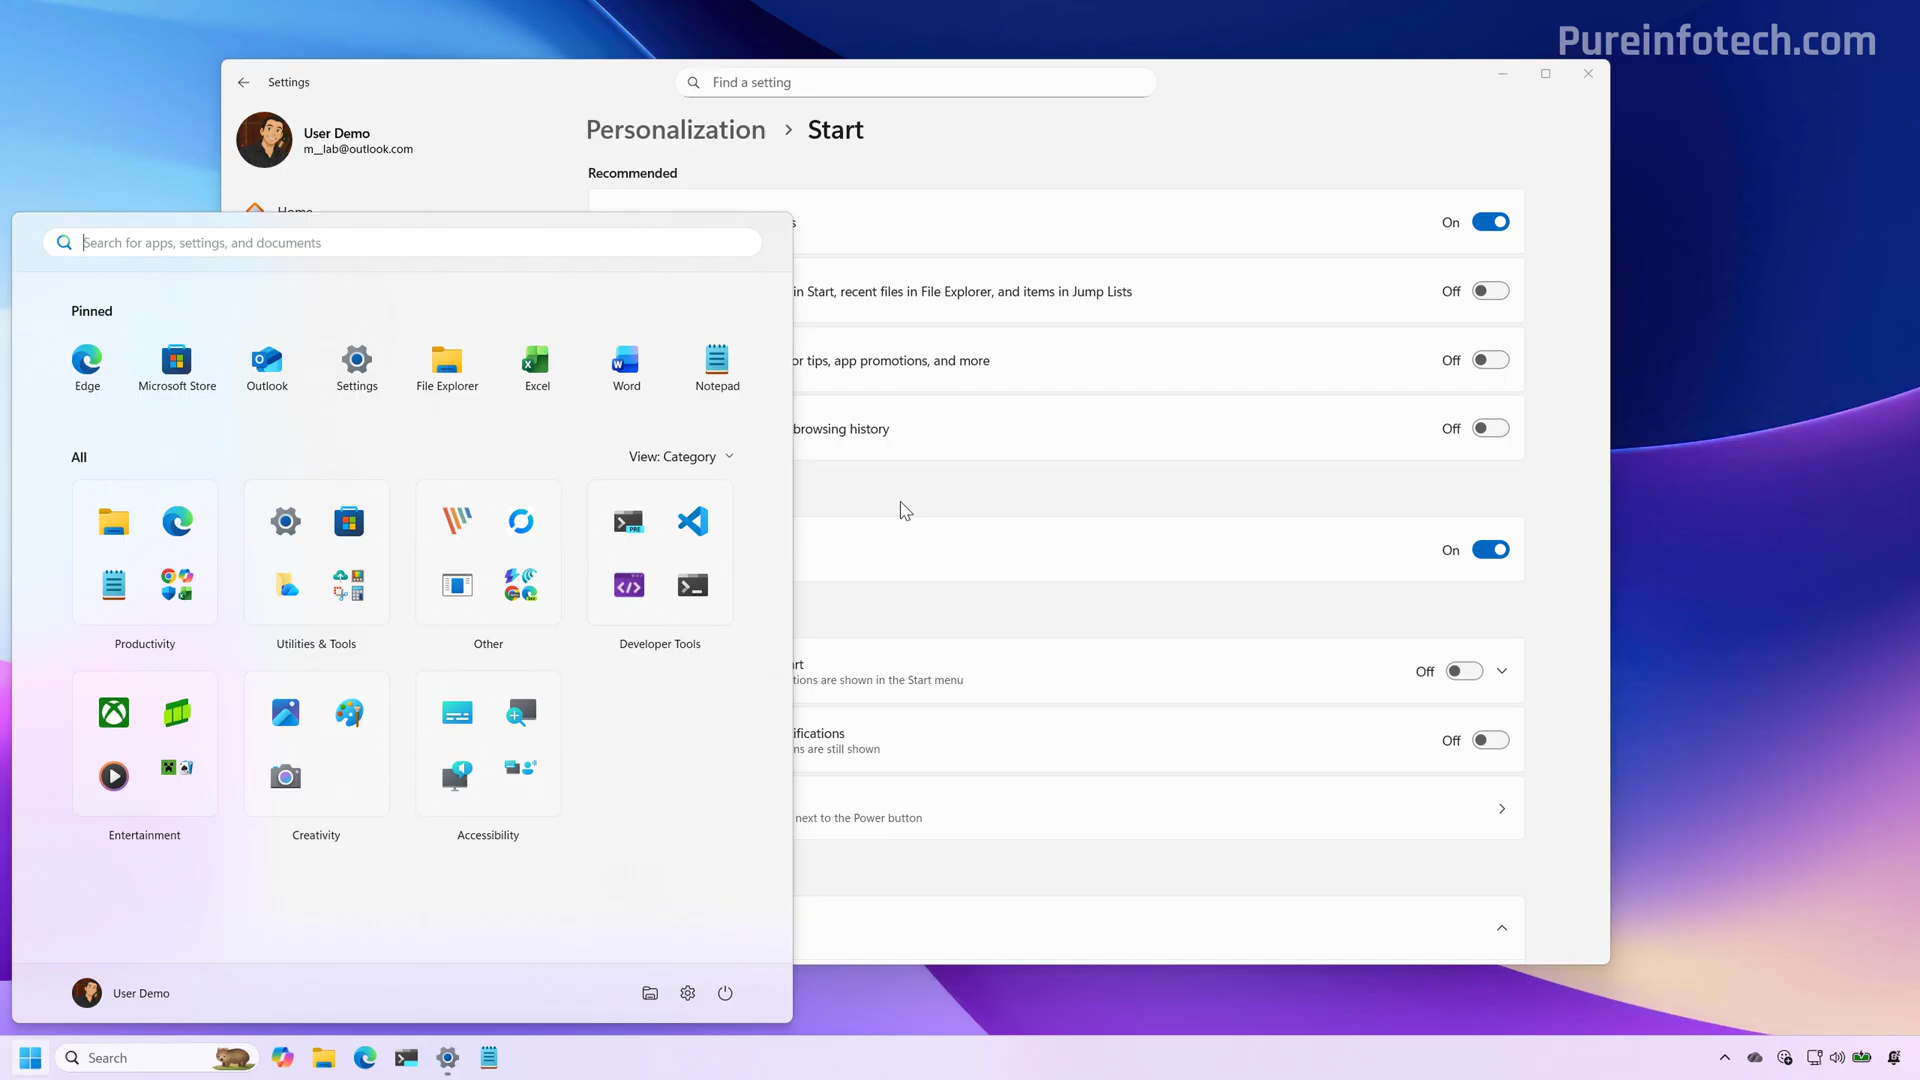 Pureinfotech.com
Settings
Find a setting
User Demo
m__lab@outlook.com
Personalization > Start
Recommended
Home
s
On
in Start, recent files in File Explorer, and items in Jump Lists
Off
or tips, app promotions, and more
Off
browsing history
Off
On
art
tions are shown in the Start menu
Off
ifications
ns are still shown
Off
next to the Power button
Search for apps, settings, and documents
Pinned
Edge
Microsoft Store
Outlook
Settings
File Explorer
Excel
Word
Notepad
All
View: Category
PRE
Productivity
Utilities & Tools
Other
Developer Tools
Entertainment
Creativity
Accessibility
User Demo
Search